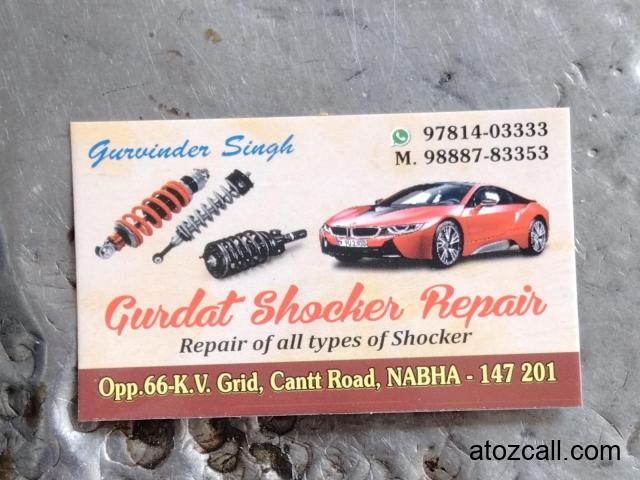 Gurvinder Singh
97814-03333
M. 98887-83353
Gurdat Shocker Repair
Repair of all types of Shocker
Opp.66-K.V. Grid, Cantt Road, NABHA - 147 201
atozcall.com